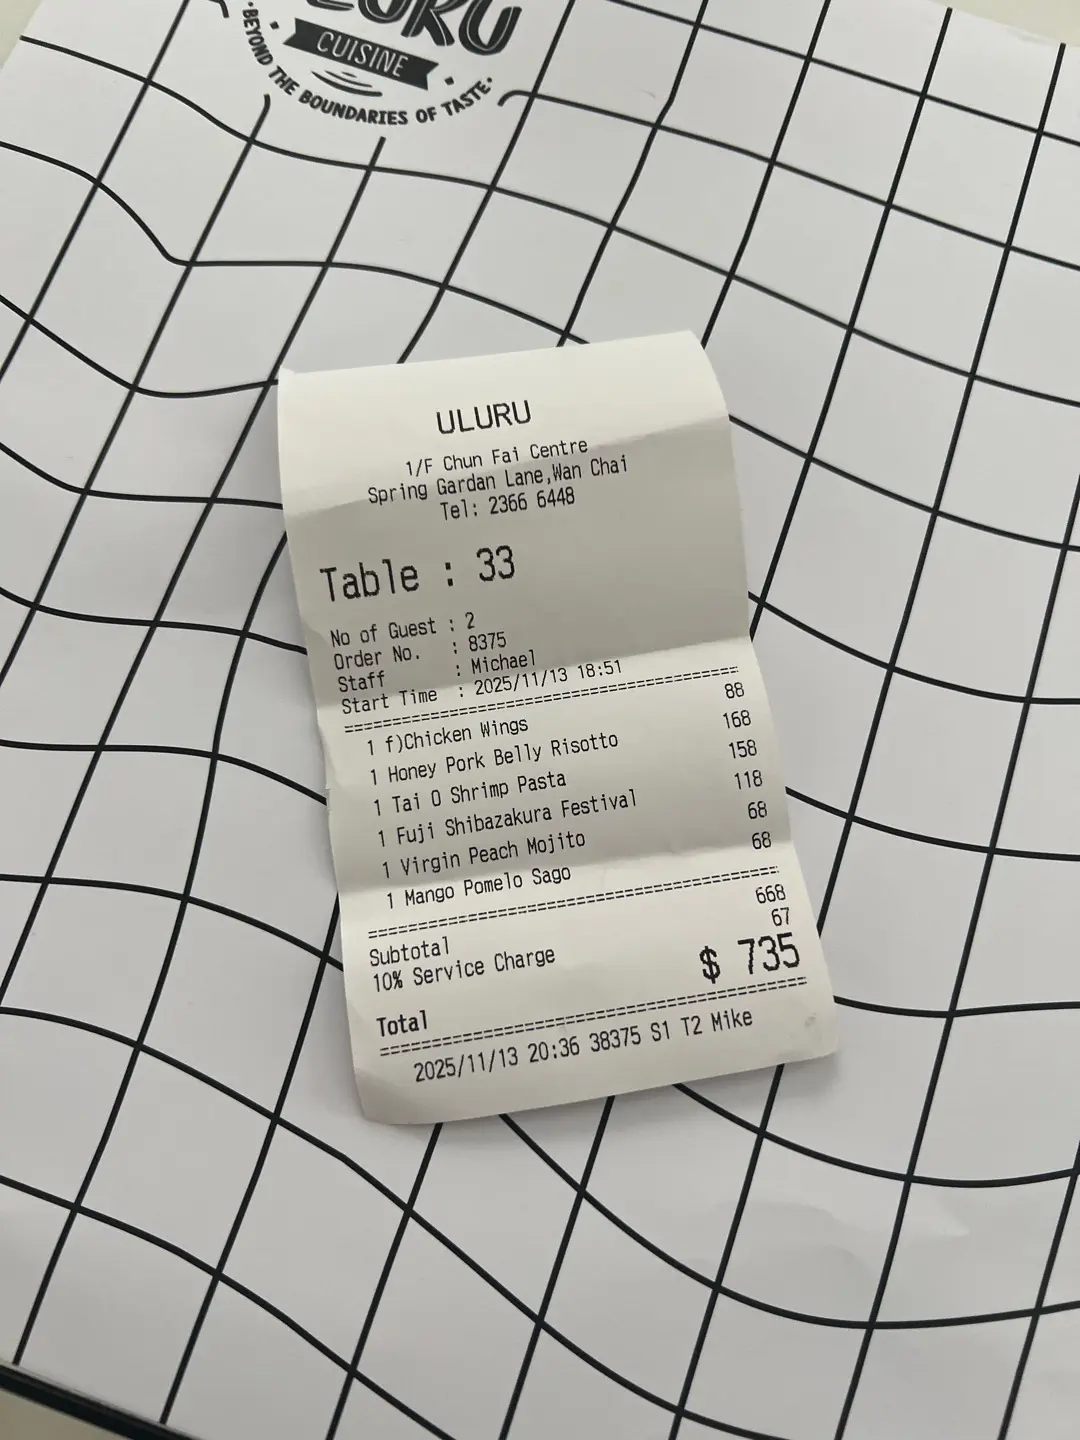 CUISINE
·BEYOND THE BOUNDARIES OF TASTE·
ULURU
1/F Chun Fai Centre
Spring Gardan Lane,Wan Chai
Tel: 2366 6448
Table : 33
No of Guest : 2
Order No. : 8375
Staff : Michael
Start Time : 2025/11/13 18:51
1 f)Chicken Wings 88
1 Honey Pork Belly Risotto 168
1 Tai O Shrimp Pasta 158
1 Fuji Shibazakura Festival 118
1 Virgin Peach Mojito 68
1 Mango Pomelo Sago 68
Subtotal 668
10% Service Charge 67
Total $ 735
2025/11/13 20:36 38375 S1 T2 Mike